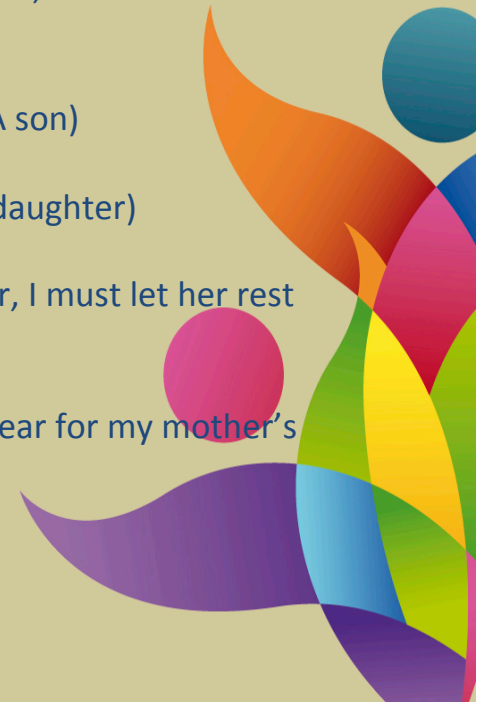 son)
daughter)
r, I must let her rest
ear for my mother’s